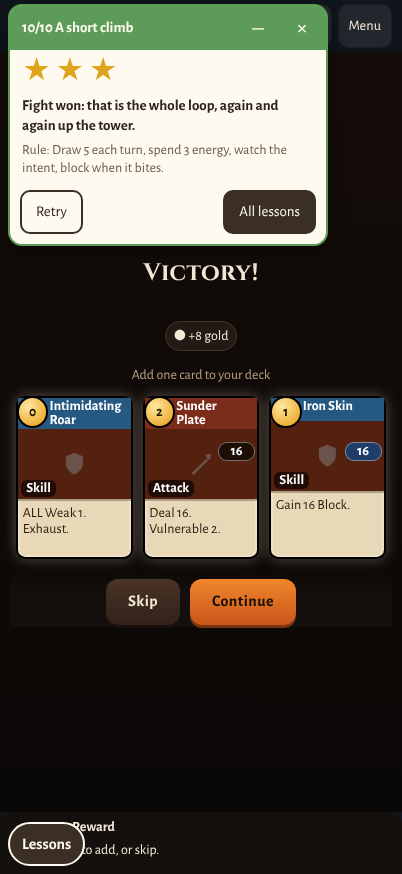 10/10 A short climb
Menu
Fight won: that is the whole loop, again and
again up the tower.
Rule: Draw 5 each turn, spend 3 energy, watch the
intent, block when it bites.
Retry
All lessons
Victory!
+8 gold
Add one card to your deck
0 Intimidating
Roar
Skill
ALL Weak 1.
Exhaust.
2 Sunder
Plate
16
Attack
Deal 16.
Vulnerable 2.
1 Iron Skin
16
Skill
Gain 16 Block.
Skip
Continue
Reward
Lessons
to add, or skip.